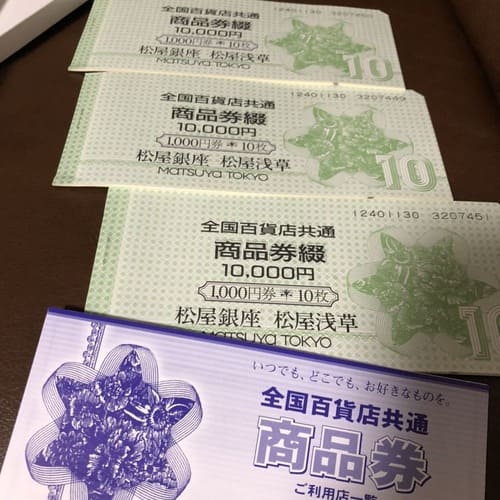 12401130 3207450
全国百貨店共通
商品券綴
10,000円
1,000円券＊10枚
松屋銀座 松屋浅草
MATSUYA TOKYO
10
12401130 3207449
全国百貨店共通
商品券綴
10,000円
1,000円券＊10枚
松屋銀座 松屋浅草
MATSUYA TOKYO
10
12401130 3207451
全国百貨店共通
商品券綴
10,000円
1,000円券＊10枚
松屋銀座 松屋浅草
MATSUYA TOKYO
10
いつでも、どこでも、お好きなものを。
全国百貨店共通
商品券
ご利用店一覧